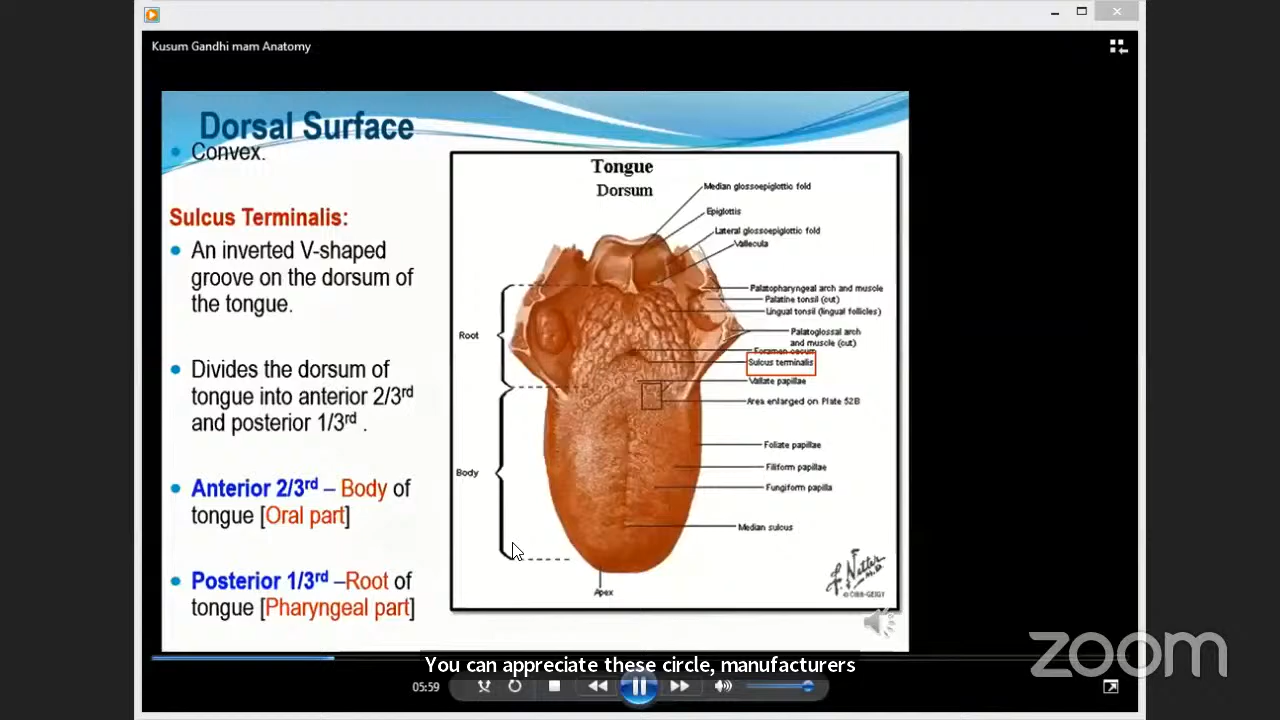 Kusum Gandhi mam Anatomy
Dorsal Surface
• Convex.
Sulcus Terminalis:
• An inverted V-shaped
groove on the dorsum of
the tongue.
• Divides the dorsum of
tongue into anterior 2/3rd
and posterior 1/3rd .
• Anterior 2/3rd – Body of
tongue [Oral part]
• Posterior 1/3rd –Root of
tongue [Pharyngeal part]
Tongue
Dorsum
Median glossoepiglottic fold
Epiglottis
Lateral glossoepiglottic fold
Vallecula
Palatopharyngeal arch and muscle
Palatine tonsil (cut)
Lingual tonsil (lingual follicles)
Palatoglossal arch
and muscle (cut)
Foramen cecum
Sulcus terminalis
Vallate papillae
Area enlarged on Plate 52B
Foliate papillae
Filiform papillae
Fungiform papilla
Median sulcus
Root
Body
Apex
F. Netter
M.D.
© CIBA-GEIGY
You can appreciate these circle, manufacturers
05:59
zoom